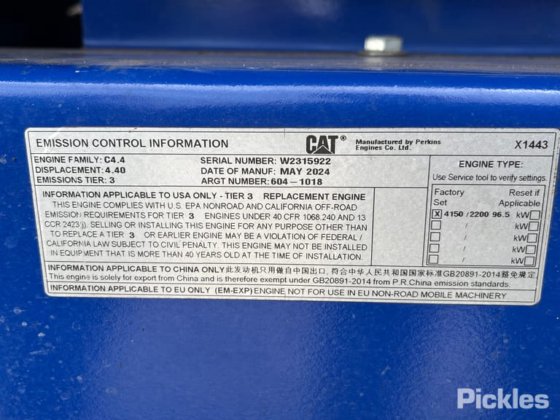 EMISSION CONTROL INFORMATION CAT® Manufactured by Perkins Engines Co. Ltd. X1443
ENGINE FAMILY: C4.4 SERIAL NUMBER: W2315922
DISPLACEMENT: 4.40 DATE OF MANUF: MAY 2024
EMISSIONS TIER: 3 ARGT NUMBER: 604-1018
INFORMATION APPLICABLE TO USA ONLY - TIER 3 REPLACEMENT ENGINE
THIS ENGINE COMPLIES WITH U.S. EPA NONROAD AND CALIFORNIA OFF-ROAD
EMISSION REQUIREMENTS FOR TIER 3 ENGINES UNDER 40 CFR 1068.240 AND 13
CCR 2423(j). SELLING OR INSTALLING THIS ENGINE FOR ANY PURPOSE OTHER THAN
TO REPLACE A TIER 3 OR EARLIER ENGINE MAY BE A VIOLATION OF FEDERAL /
CALIFORNIA LAW SUBJECT TO CIVIL PENALTY. THIS ENGINE MAY NOT BE INSTALLED
IN EQUIPMENT THAT IS MORE THAN 40 YEARS OLD AT THE TIME OF INSTALLATION.
ENGINE TYPE:
Use Service tool to verify settings.
Factory Set Reset if Applicable
X 4150 / 2200 96.5 kW
kW
kW
kW
INFORMATION APPLICABLE TO CHINA ONLY 此发动机只用做自中国出口, 符合中华人民共和国国家标准GB20891-2014豁免规定
This engine is solely for export from China and is therefore exempt under GB20891-2014 from P.R.China emission standards.
INFORMATION APPLICABLE TO EU ONLY (EM-EXP) ENGINE NOT FOR USE IN EU NON-ROAD MOBILE MACHINERY
Pickles